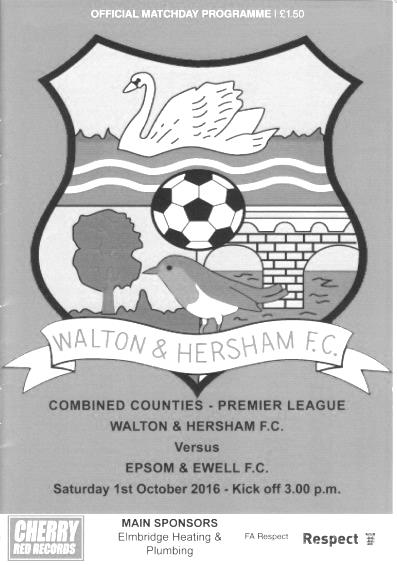 OFFICIAL MATCHDAY PROGRAMME | £1.50
WALTON & HERSHAM F.C.
COMBINED COUNTIES - PREMIER LEAGUE
WALTON & HERSHAM F.C.
Versus
EPSOM & EWELL F.C.
Saturday 1st October 2016 - Kick off 3.00 p.m.
CHERRY
RED RECORDS
MAIN SPONSORS
Elmbridge Heating &
Plumbing
FA Respect
Respect